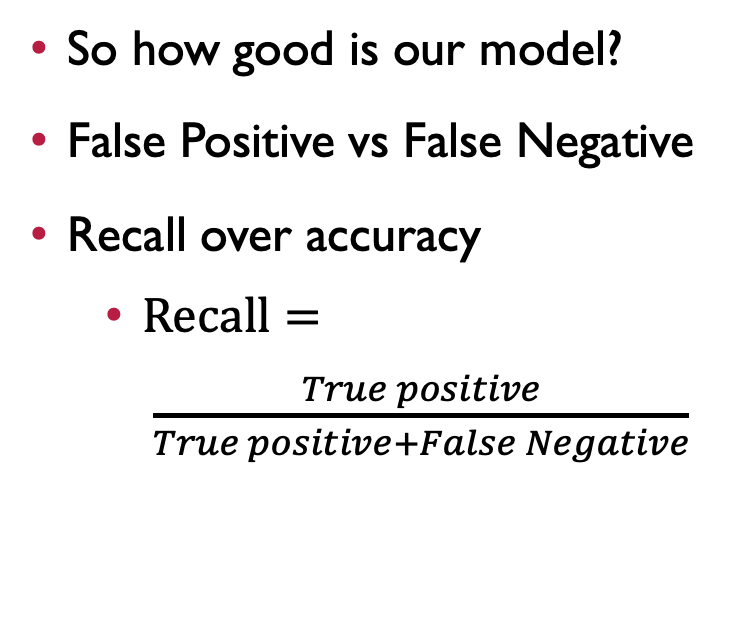 • So how good is our model?
• False Positive vs False Negative
• Recall over accuracy
• Recall =
True positive
True positive+False Negative